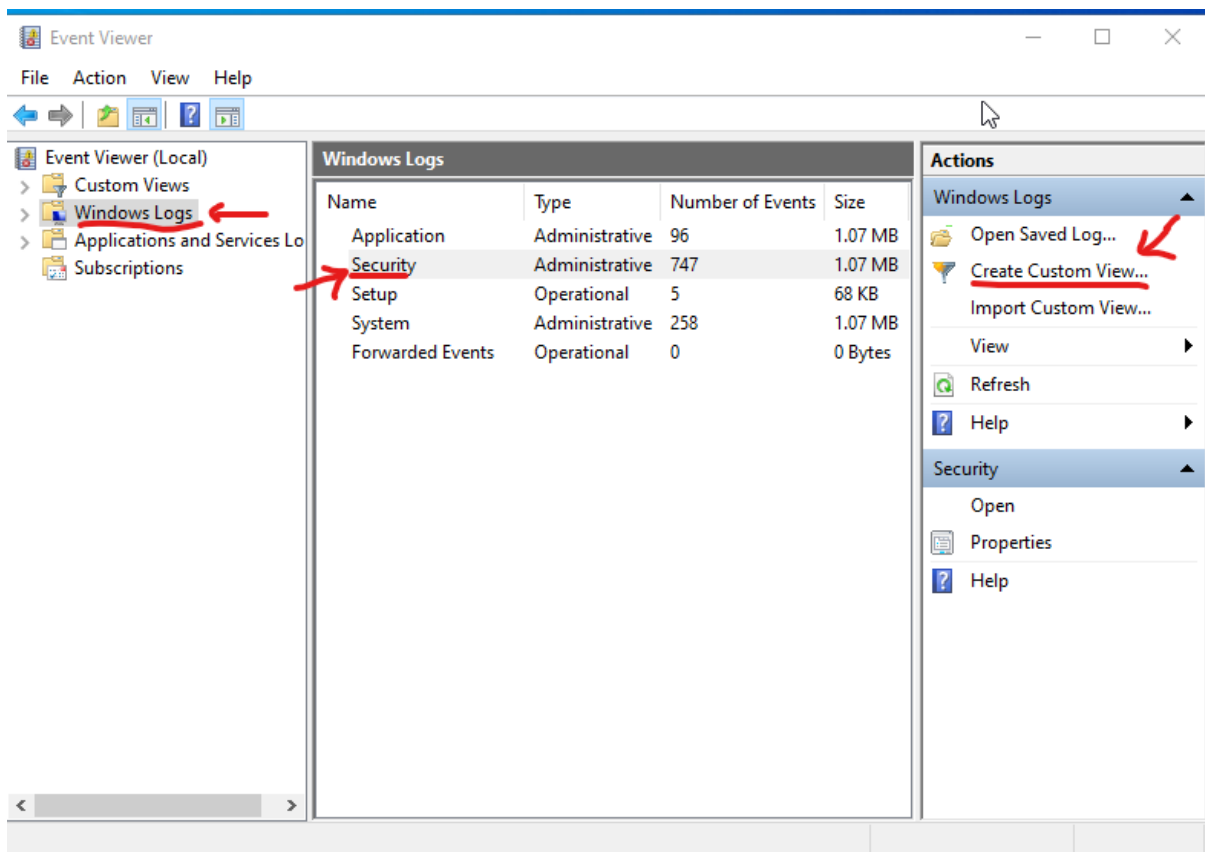 Event Viewer
File Action View Help
Event Viewer (Local)
Custom Views
Windows Logs
Applications and Services Lo
Subscriptions
Windows Logs
Name Type Number of Events Size
Application Administrative 96 1.07 MB
Security Administrative 747 1.07 MB
Setup Operational 5 68 KB
System Administrative 258 1.07 MB
Forwarded Events Operational 0 0 Bytes
Actions
Windows Logs
Open Saved Log...
Create Custom View...
Import Custom View...
View
Refresh
Help
Security
Open
Properties
Help